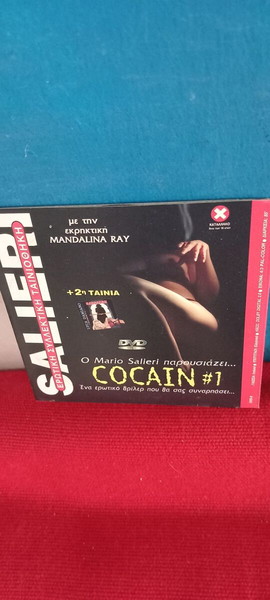 SALIERI
ΕΡΩΤΙΚΗ ΣΥΛΛΕΚΤΙΚΗ ΤΑΙΝΙΟΘΗΚΗ
με την
εκρηκτική
MANDALINA RAY
ΑΚΑΤΑΛΛΗΛΟ
+ 2η ΤΑΙΝΙΑ
DVD
Ο Mario Salieri παρουσιάζει...
COCAIN #1
Ένα ερωτικό θρίλερ που θα σας συναρπάσει...